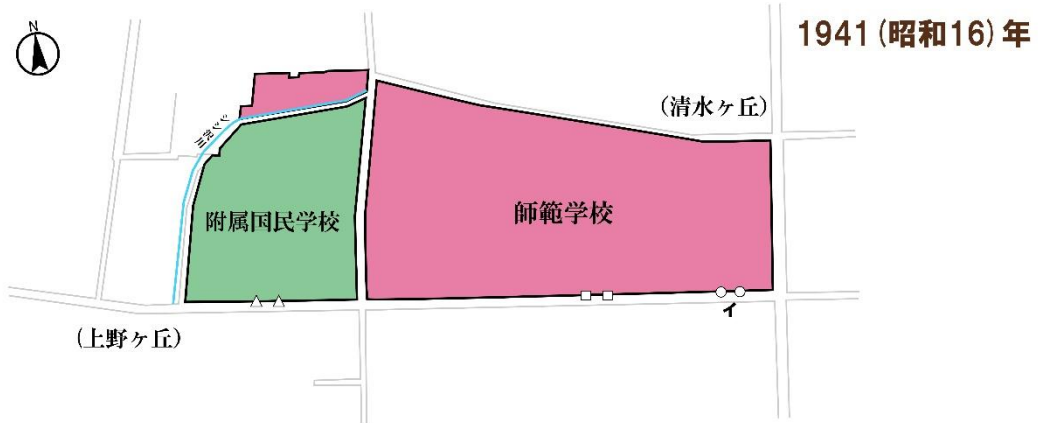 1941(昭和16)年
N
(清水ヶ丘)
附属国民学校
師範学校
イ
(上野ヶ丘)